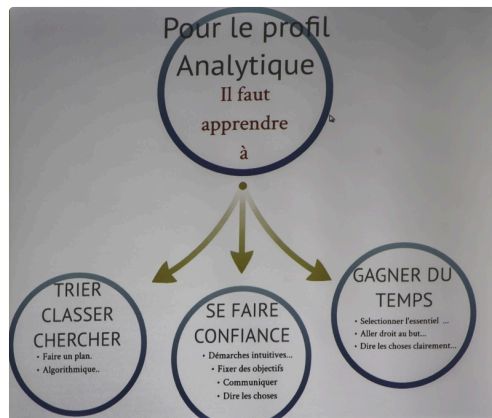 Pour le profil
Analytique
Il faut
apprendre
à
TRIER
CLASSER
CHERCHER
• Faire un plan.
• Algorithmique..
SE FAIRE
CONFIANCE
• Démarches intuitives...
• Fixer des objectifs
• Communiquer
• Dire les choses
GAGNER DU
TEMPS
• Selectionner l'essentiel ...
• Aller droit au but...
• Dire les choses clairement...